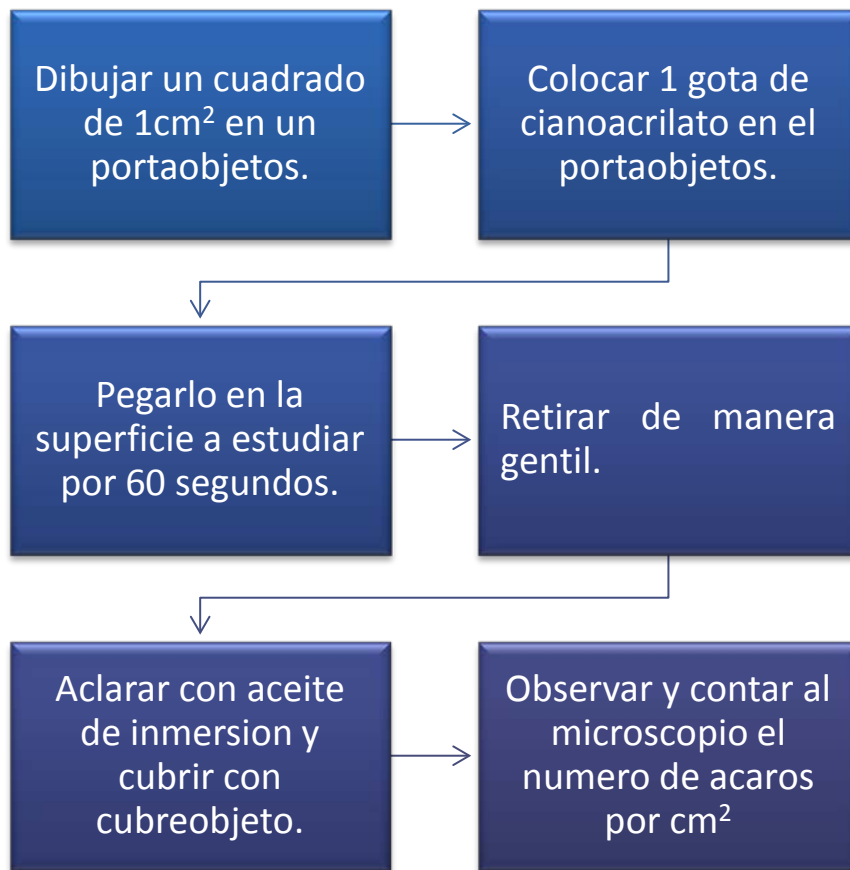 Dibujar un cuadrado
de 1cm² en un
portaobjetos.
Colocar 1 gota de
cianoacrilato en el
portaobjetos.
Pegarlo en la
superficie a estudiar
por 60 segundos.
Retirar de manera
gentil.
Aclarar con aceite
de inmersion y
cubrir con
cubreobjeto.
Observar y contar al
microscopio el
numero de acaros
por cm²